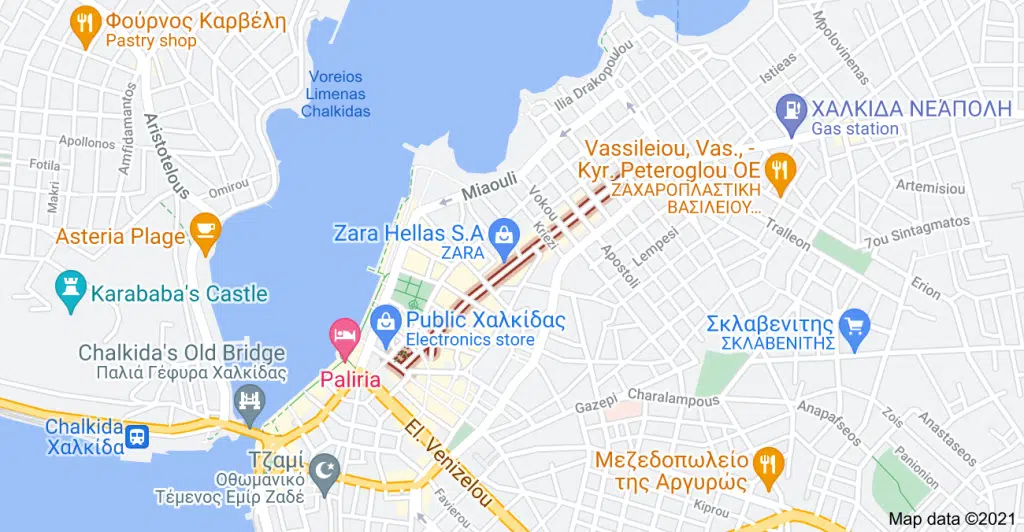 Φούρνος Καρβέλη
Pastry shop
Voreios
Limenas
Chalkidas
Ilia Drakopoulou
Mpolovinou
Istieas
ΧΑΛΚΙΔΑ ΝΕΆΠΟΛΗ
Gas station
Apollonos
Amfidamantos
Aristotelous
Fotila
Makri
Omirou
Miaouli
Vokou
Krezi
Vassileiou, Vas., -
Kyr. Peteroglou OE
ΖΑΧΑΡΟΠΛΑΣΤΙΚΗ
ΒΑΣΙΛΕΙΟΥ...
Artemisiou
Asteria Plage
Zara Hellas S.A
ZARA
Apostoli
Lempesi
Tralleon
7ou Sintagmatos
Erion
Karababa's Castle
Public Χαλκίδας
Electronics store
Σκλαβενιτης
ΣΚΛΑΒΕΝΙΤΗΣ
Chalkida's Old Bridge
Παλιά Γέφυρα Χαλκίδας
Paliria
Gazepi
Charalampous
Anapafseos
Zois
Anastaseos
Panionion
Chalkida
Χαλκίδα
El. Venizelou
Τζαμί
Οθωμανικό
Τέμενος Εμίρ Ζαδέ
Favierou
Μεζεδοπωλείο
της Αργυρώς
Kiprou
Map data ©2021